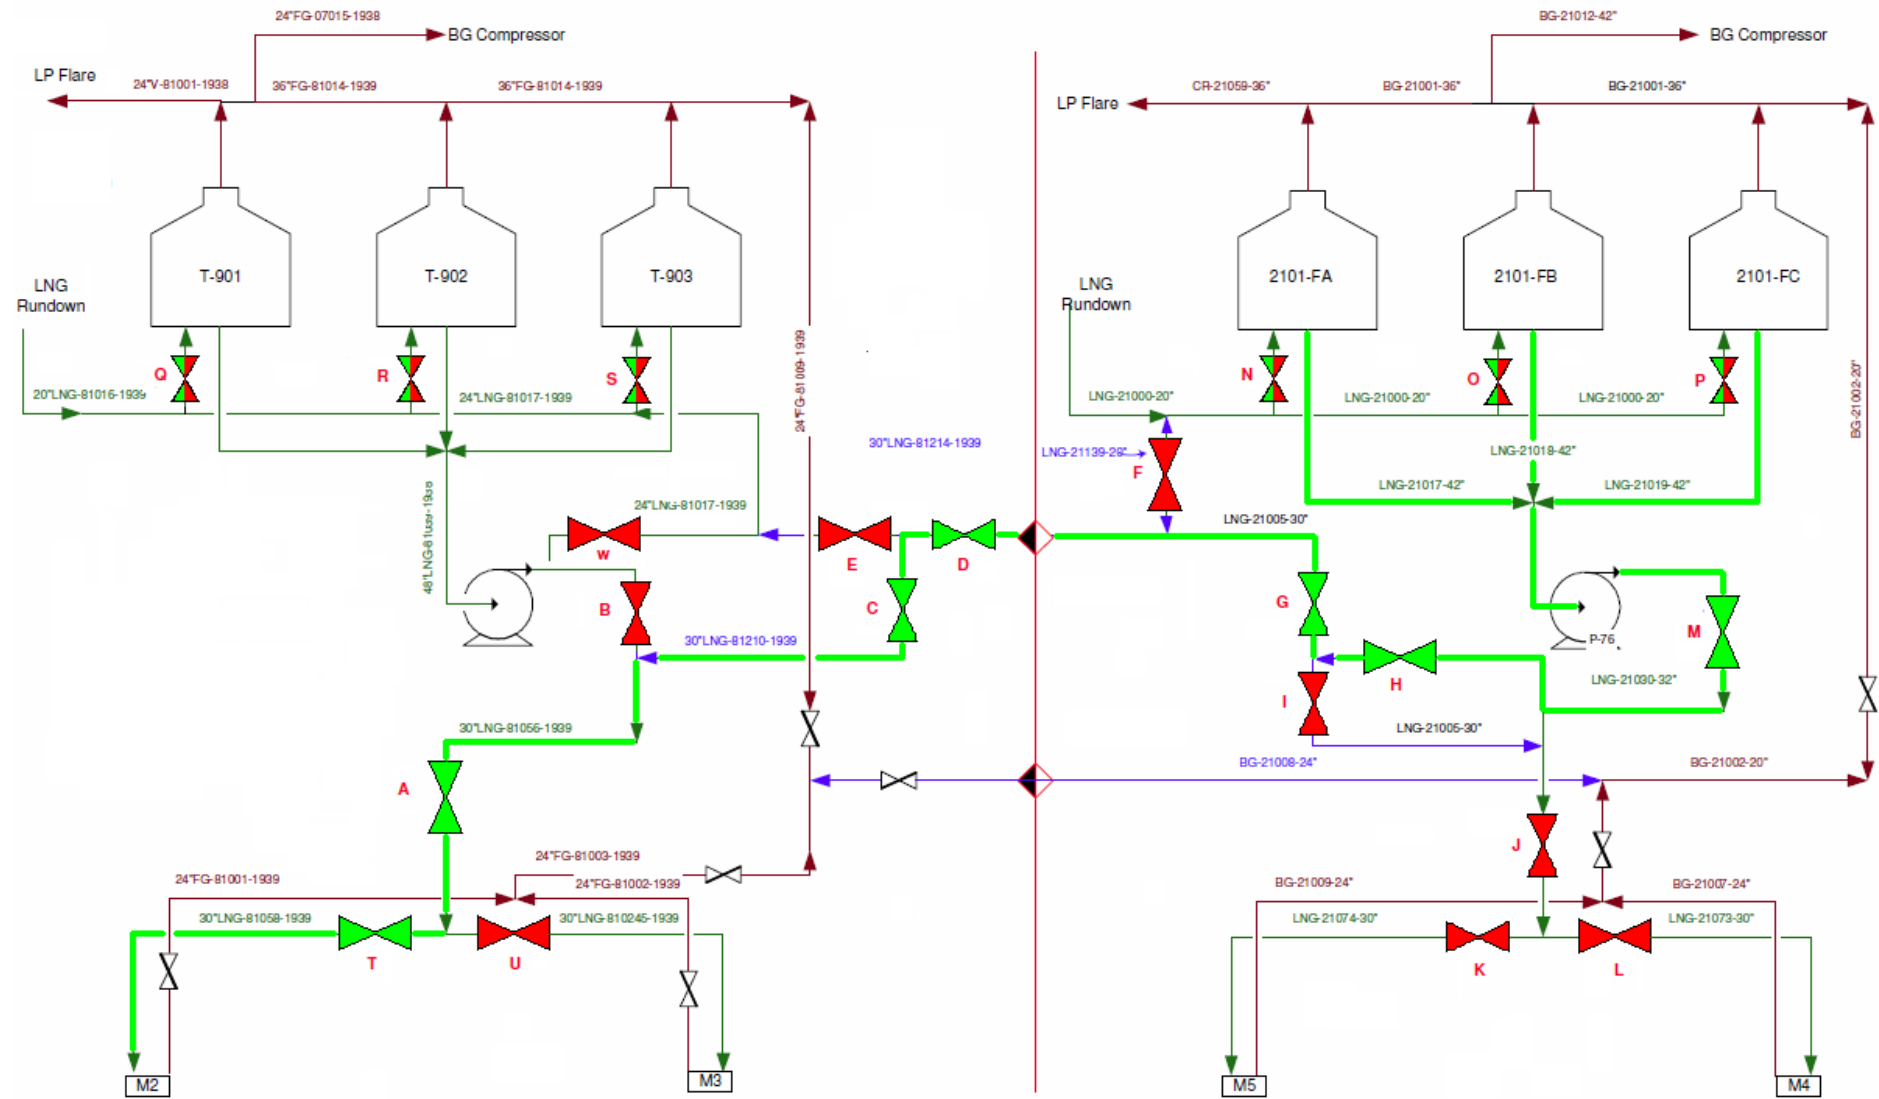 24"FG-07015-1938
BG Compressor
LP Flare
24"V-81001-1938
36"FG-81014-1939
36"FG-81014-1939
T-901
T-902
T-903
LNG
Rundown
Q
R
S
20"LNG-81016-1939
24"LNG-81017-1939
24"FG-81009-1939
30"LNG-81214-1939
24"LNG-81017-1939
w
E
D
B
C
30"LNG-81210-1939
30"LNG-81056-1939
A
24"FG-81003-1939
24"FG-81001-1939
24"FG-81002-1939
30"LNG-81058-1939
30"LNG-810245-1939
T
U
M2
M3
BG-21012-42"
BG Compressor
LP Flare
CR-21059-36"
BG-21001-36"
BG-21001-36"
2101-FA
2101-FB
2101-FC
LNG
Rundown
N
O
P
LNG-21000-20"
LNG-21000-20"
LNG-21000-20"
BG-21002-20"
LNG-21139-28"
F
LNG-21018-42"
LNG-21017-42"
LNG-21019-42"
LNG-21005-30"
G
M
P-76
H
LNG-21030-32"
I
LNG-21005-30"
BG-21008-24"
BG-21002-20"
J
BG-21009-24"
BG-21007-24"
LNG-21074-30"
LNG-21073-30"
K
L
M5
M4